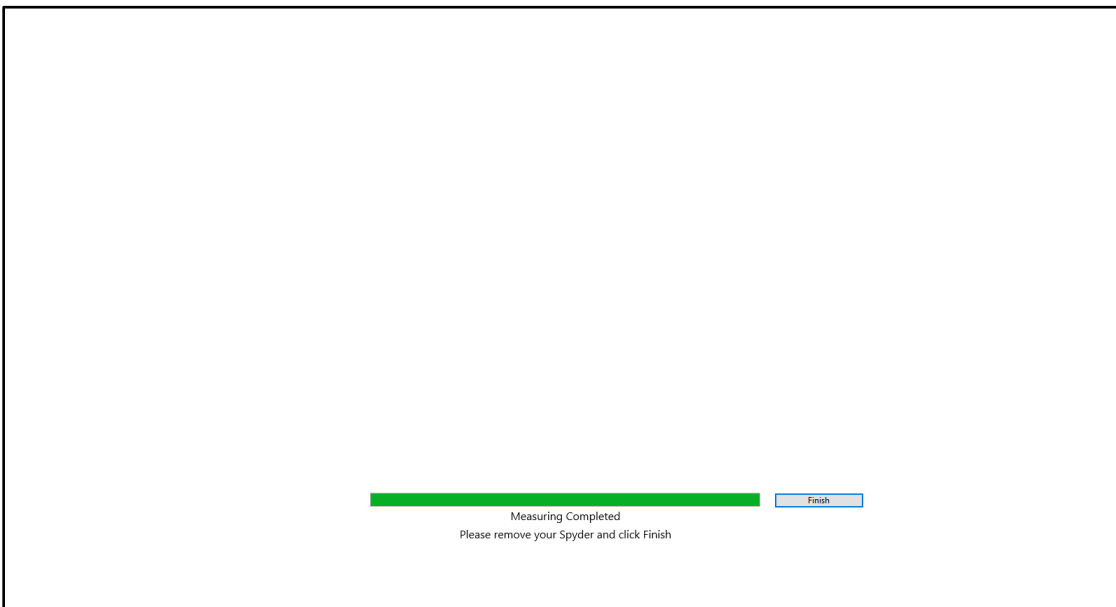 Finish
Measuring Completed
Please remove your Spyder and click Finish